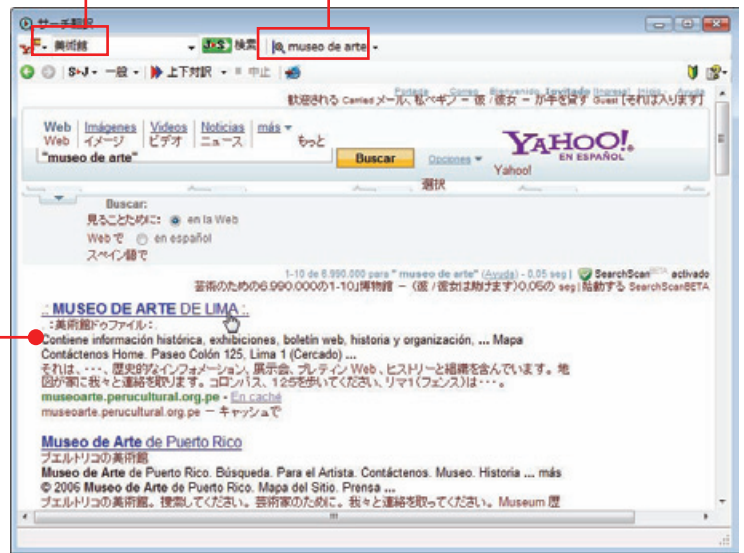 サーチ翻訳
美術館 J▸S 検索 museo de arte
S▸J 一般 上下対訳 中止
Portada Correo Bienvenido, Invitado [Ingresa] Inicio Ayuda
歓迎される Carries メール、私ペギン - 彼 / 彼女 - が手を貸す Guest [それは入ります]
Web Imágenes Videos Noticias más
Web イメージ ビデオ ニュース もっと
"museo de arte" Buscar Opciones
選択
YAHOO!
EN ESPAÑOL
Yahoo!
Buscar:
見ることために: en la Web
Web で en español
スペイン語で
1-10 de 6.990.000 para "museo de arte" (Ayuda) - 0,05 seg | SearchScan BETA activado
芸術のための6.990.000の1-10」博物館 - (彼 /彼女は助けます)0,05の seg | 始動する SearchScanBETA
.: MUSEO DE ARTE DE LIMA :.
.:美術館ドゥファイル:.
Contiene información histórica, exhibiciones, boletín web, historia y organización, ... Mapa
Contáctenos Home. Paseo Colón 125, Lima 1 (Cercado) ...
それは、・・・、歴史的なインフォメーション、展示会、ブレティン Web、ヒストリーと組織を含んでいます。地
図が家に我々と連絡を取ります。コロンバス、125を歩いてください、リマ1(フェンス)は・・・。
museoarte.perucultural.org.pe - En caché
museoarte.perucultural.org.pe - キャッシュで
Museo de Arte de Puerto Rico
プエルトリコの美術館
Museo de Arte de Puerto Rico. Búsqueda. Para el Artista. Contáctenos. Museo. Historia ... más
© 2006 Museo de Arte de Puerto Rico. Mapa del Sitio. Prensa ...
プエルトリコの美術館。捜索してください。芸術家のために。我々と連絡を取ってください。Museum 歴